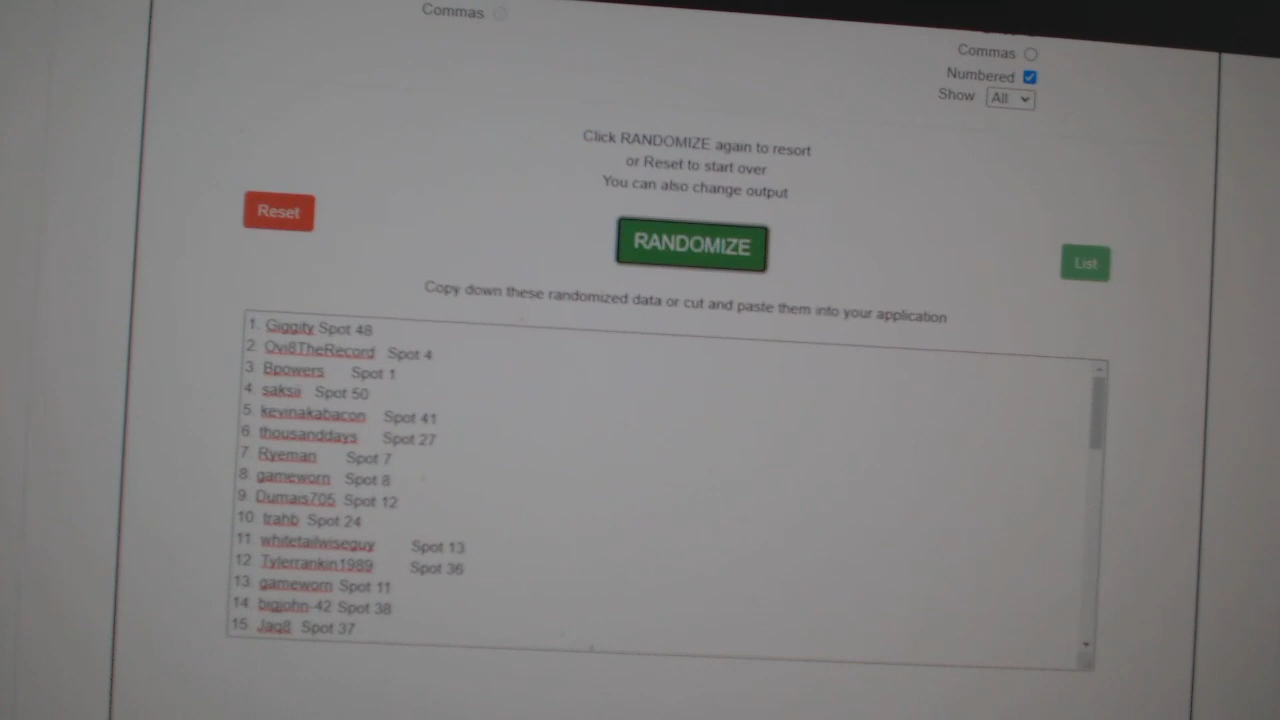 Commas
Commas
Numbered
Show All
Click RANDOMIZE again to resort
or Reset to start over
You can also change output
Reset
RANDOMIZE
List
Copy down these randomized data or cut and paste them into your application
1. Giggity Spot 48
2. Ovi8TheRecord Spot 4
3. Bpowers Spot 1
4. saksii Spot 50
5. kevinakabacon Spot 41
6. thousanddays Spot 27
7. Ryeman Spot 7
8. gameworn Spot 8
9. Dumais705 Spot 12
10. trahb Spot 24
11. whitetailwiseguy Spot 13
12. Tylerrankin1989 Spot 36
13. gameworn Spot 11
14. bigjohn-42 Spot 38
15. Jaq8 Spot 37